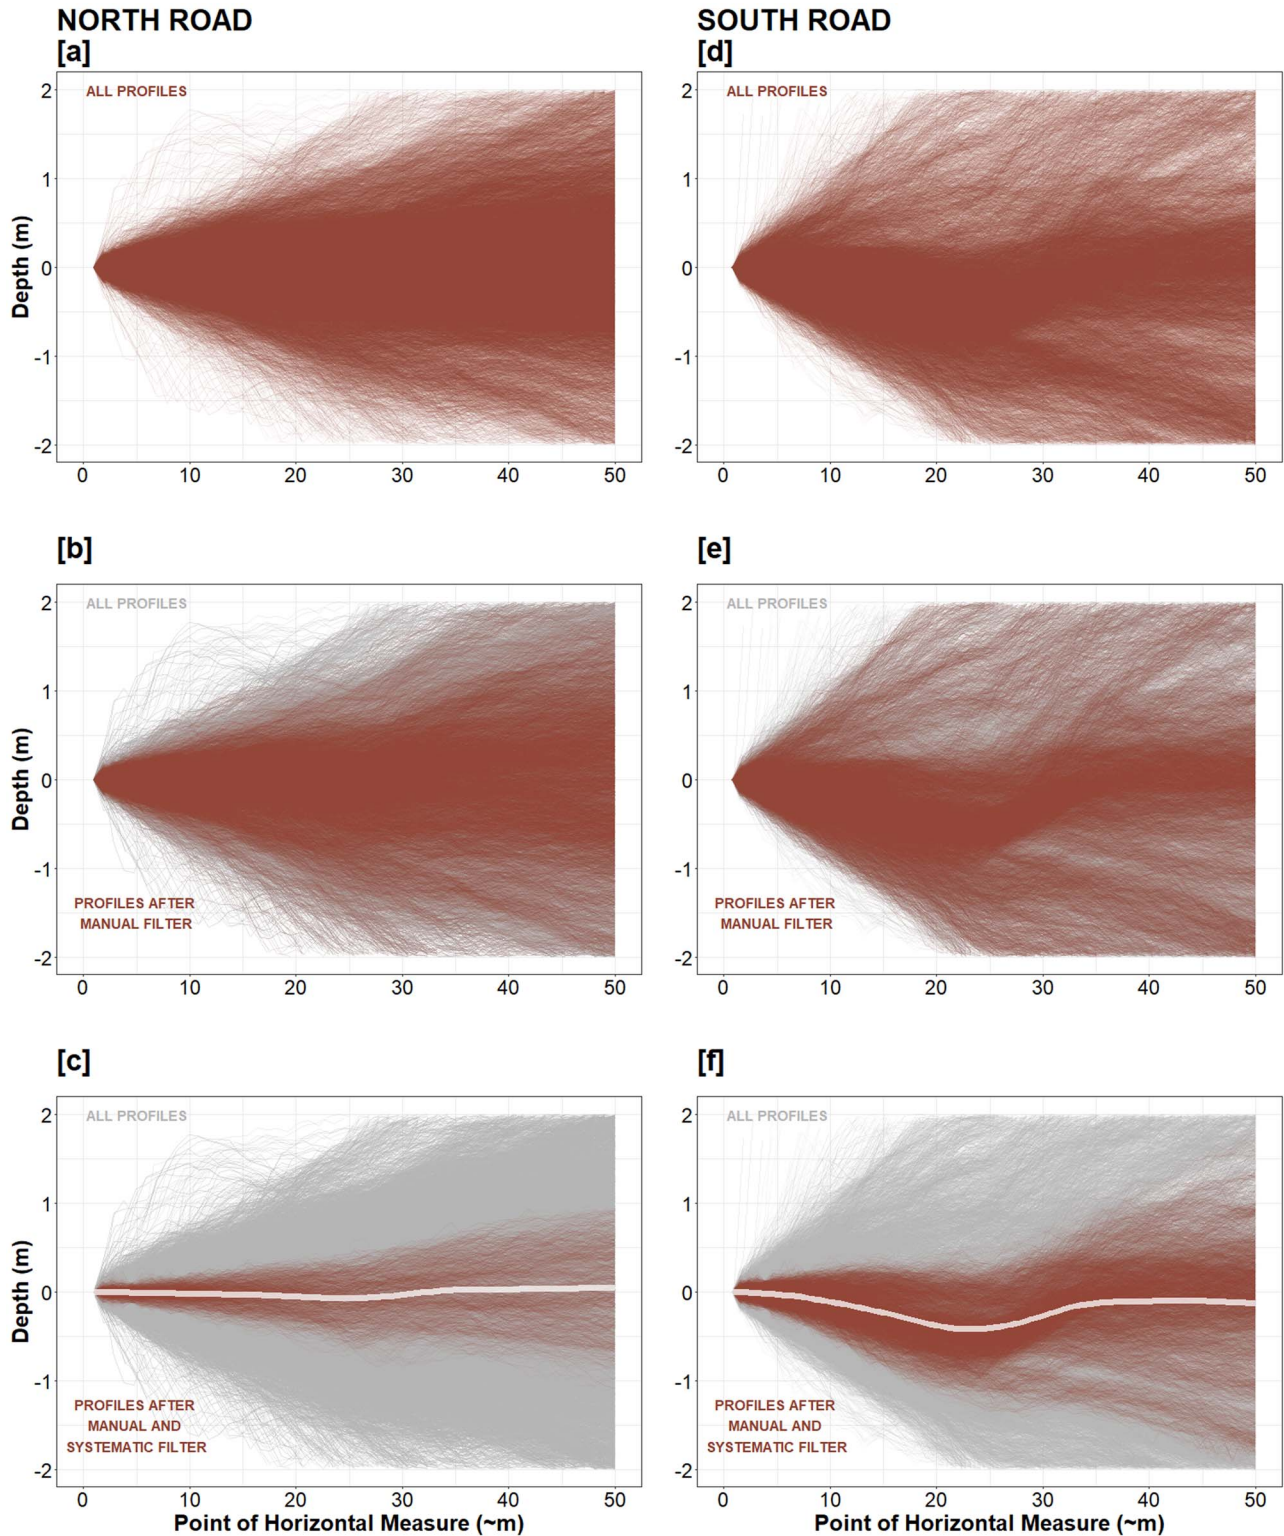 NORTH ROAD
[a]
ALL PROFILES
2
1
0
-1
-2
Depth (m)
0 10 20 30 40 50
SOUTH ROAD
[d]
ALL PROFILES
2
1
0
-1
-2
0 10 20 30 40 50
[b]
ALL PROFILES
2
1
0
-1
-2
Depth (m)
PROFILES AFTER
MANUAL FILTER
0 10 20 30 40 50
[e]
ALL PROFILES
2
1
0
-1
-2
PROFILES AFTER
MANUAL FILTER
0 10 20 30 40 50
[c]
ALL PROFILES
2
1
0
-1
-2
Depth (m)
PROFILES AFTER
MANUAL AND
SYSTEMATIC FILTER
0 10 20 30 40 50
Point of Horizontal Measure (~m)
[f]
ALL PROFILES
2
1
0
-1
-2
PROFILES AFTER
MANUAL AND
SYSTEMATIC FILTER
0 10 20 30 40 50
Point of Horizontal Measure (~m)